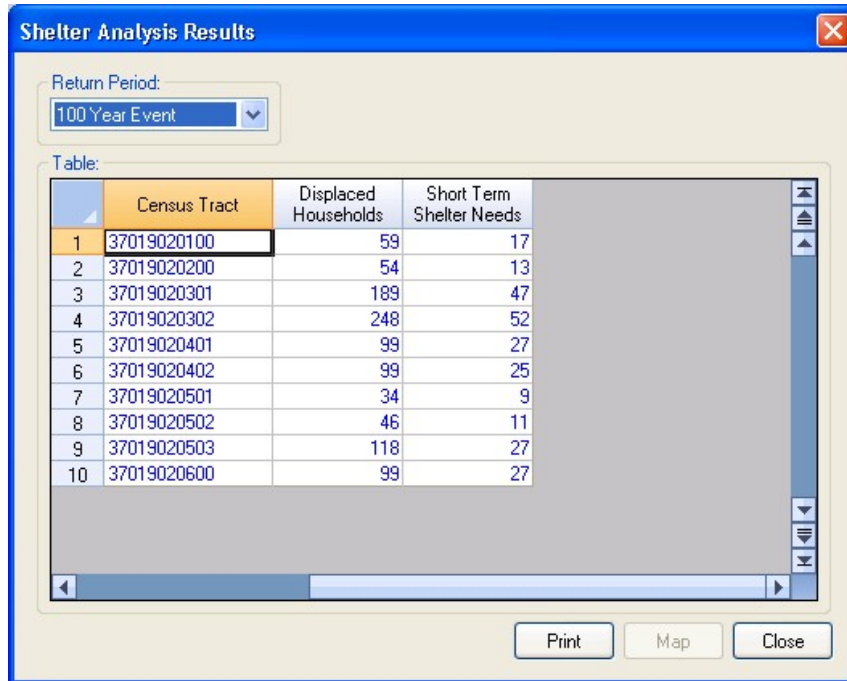 Shelter Analysis Results
Return Period:
100 Year Event
Table:
Census Tract Displaced Households Short Term Shelter Needs
1 37019020100 59 17
2 37019020200 54 13
3 37019020301 189 47
4 37019020302 248 52
5 37019020401 99 27
6 37019020402 99 25
7 37019020501 34 9
8 37019020502 46 11
9 37019020503 118 27
10 37019020600 99 27
Print Map Close